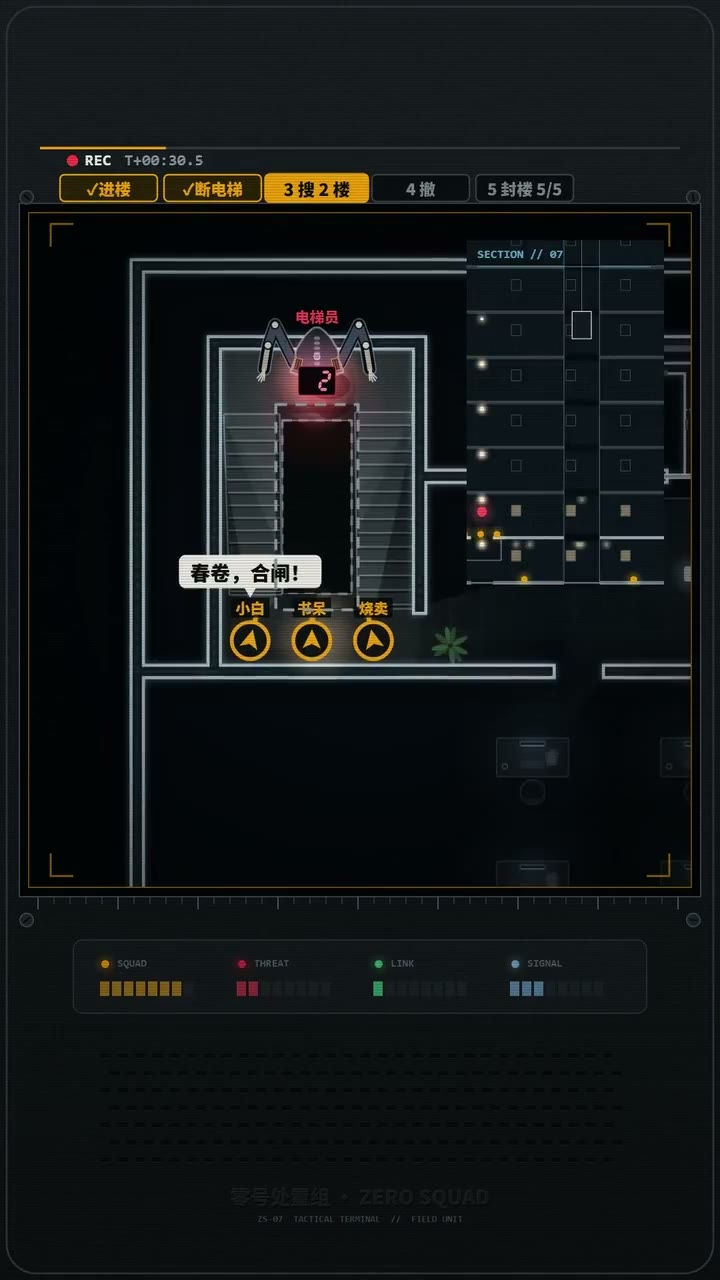 REC T+00:30.5
✓进楼 ✓断电梯 3 搜 2 楼 4 撤 5 封楼 5/5
SECTION // 07
电梯员
2
春卷，合闸！
小白 书呆 烧卖
SQUAD THREAT LINK SIGNAL
零号处置组 · ZERO SQUAD
ZS-07 TACTICAL TERMINAL // FIELD UNIT